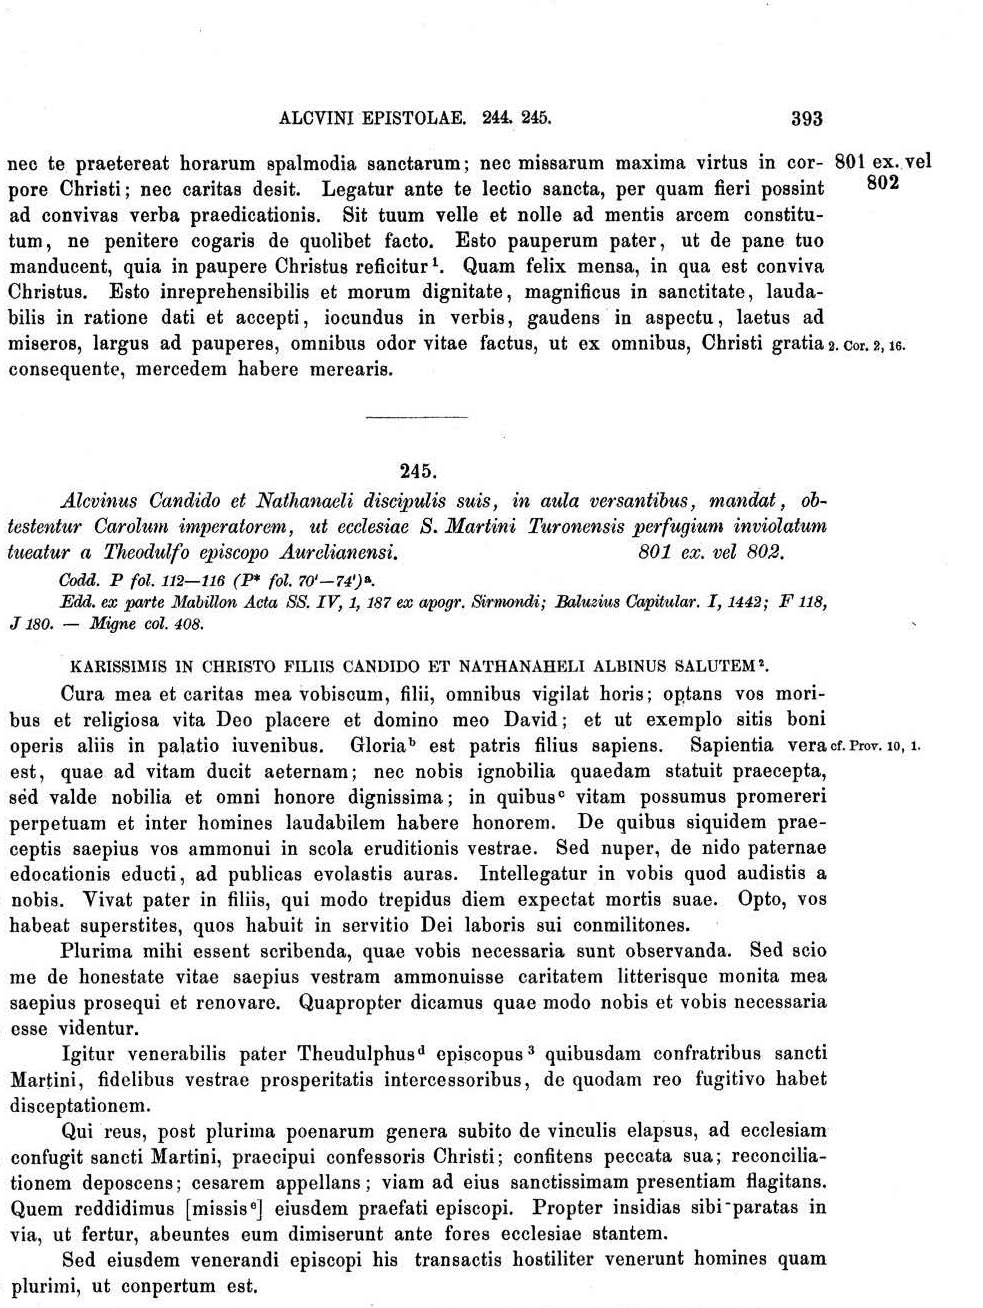 ALCVINI EPISTOLAE. 244. 245. 393
nec te praetereat horarum spalmodia sanctarum; nec missarum maxima virtus in cor- 801 ex. vel
pore Christi; nec caritas desit. Legatur ante te lectio sancta, per quam fieri possint 802
ad convivas verba praedicationis. Sit tuum velle et nolle ad mentis arcem constitu-
tum, ne penitere cogaris de quolibet facto. Esto pauperum pater, ut de pane tuo
manducent, quia in paupere Christus reficitur¹. Quam felix mensa, in qua est conviva
Christus. Esto inreprehensibilis et morum dignitate, magnificus in sanctitate, lauda-
bilis in ratione dati et accepti, iocundus in verbis, gaudens in aspectu, laetus ad
miseros, largus ad pauperes, omnibus odor vitae factus, ut ex omnibus, Christi gratia 2. Cor. 2, 16.
consequente, mercedem habere merearis.
245.
Alcvinus Candido et Nathanaeli discipulis suis, in aula versantibus, mandat, ob-
testentur Carolum imperatorem, ut ecclesiae S. Martini Turonensis perfugium inviolatum
tueatur a Theodulfo episcopo Aurelianensi. 801 ex. vel 802.
Codd. P fol. 112—116 (P* fol. 70'—74')ᵃ.
Edd. ex parte Mabillon Acta SS. IV, 1, 187 ex apogr. Sirmondi; Baluzius Capitular. I, 1442; F 118,
J 180. — Migne col. 408.
KARISSIMIS IN CHRISTO FILIIS CANDIDO ET NATHANAHELI ALBINUS SALUTEM².
Cura mea et caritas mea vobiscum, filii, omnibus vigilat horis; optans vos mori-
bus et religiosa vita Deo placere et domino meo David; et ut exemplo sitis boni
operis aliis in palatio iuvenibus. Gloriaᵇ est patris filius sapiens. Sapientia vera cf. Prov. 10, 1.
est, quae ad vitam ducit aeternam; nec nobis ignobilia quaedam statuit praecepta,
sed valde nobilia et omni honore dignissima; in quibusᶜ vitam possumus promereri
perpetuam et inter homines laudabilem habere honorem. De quibus siquidem prae-
ceptis saepius vos ammonui in scola eruditionis vestrae. Sed nuper, de nido paternae
edocationis educti, ad publicas evolastis auras. Intellegatur in vobis quod audistis a
nobis. Vivat pater in filiis, qui modo trepidus diem expectat mortis suae. Opto, vos
habeat superstites, quos habuit in servitio Dei laboris sui conmilitones.
Plurima mihi essent scribenda, quae vobis necessaria sunt observanda. Sed scio
me de honestate vitae saepius vestram ammonuisse caritatem litterisque monita mea
saepius prosequi et renovare. Quapropter dicamus quae modo nobis et vobis necessaria
esse videntur.
Igitur venerabilis pater Theudulphusᵈ episcopus³ quibusdam confratribus sancti
Martini, fidelibus vestrae prosperitatis intercessoribus, de quodam reo fugitivo habet
disceptationem.
Qui reus, post plurima poenarum genera subito de vinculis elapsus, ad ecclesiam
confugit sancti Martini, praecipui confessoris Christi; confitens peccata sua; reconcilia-
tionem deposcens; cesarem appellans; viam ad eius sanctissimam presentiam flagitans.
Quem reddidimus [missisᵉ] eiusdem praefati episcopi. Propter insidias sibi paratas in
via, ut fertur, abeuntes eum dimiserunt ante fores ecclesiae stantem.
Sed eiusdem venerandi episcopi his transactis hostiliter venerunt homines quam
plurimi, ut conpertum est.